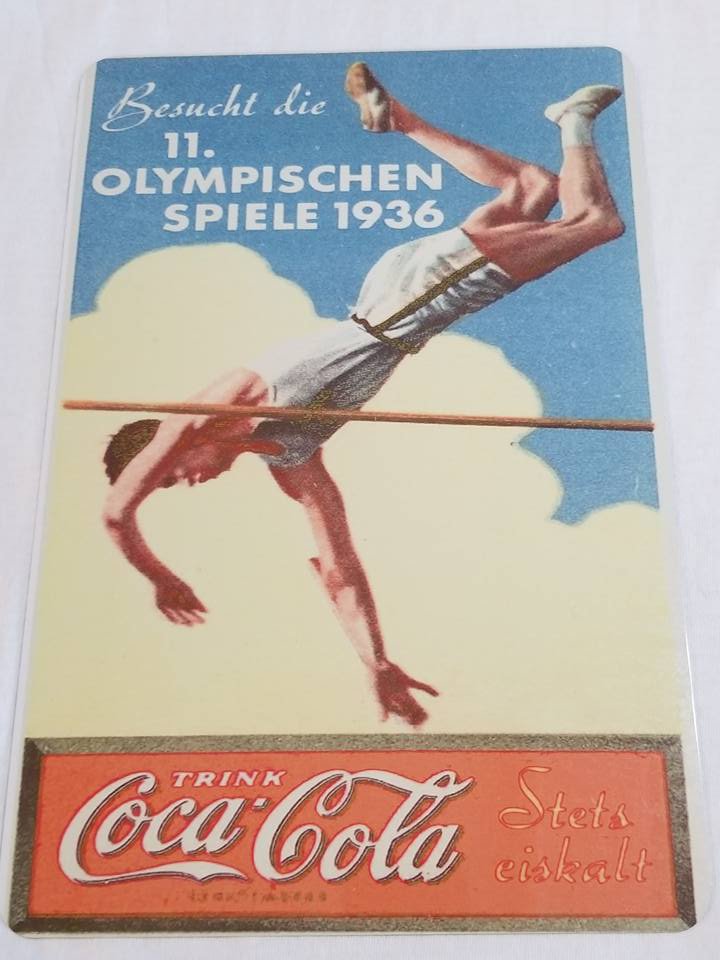 Besucht die
11.
OLYMPISCHEN
SPIELE 1936
TRINK
Coca-Cola
Stets
eiskalt